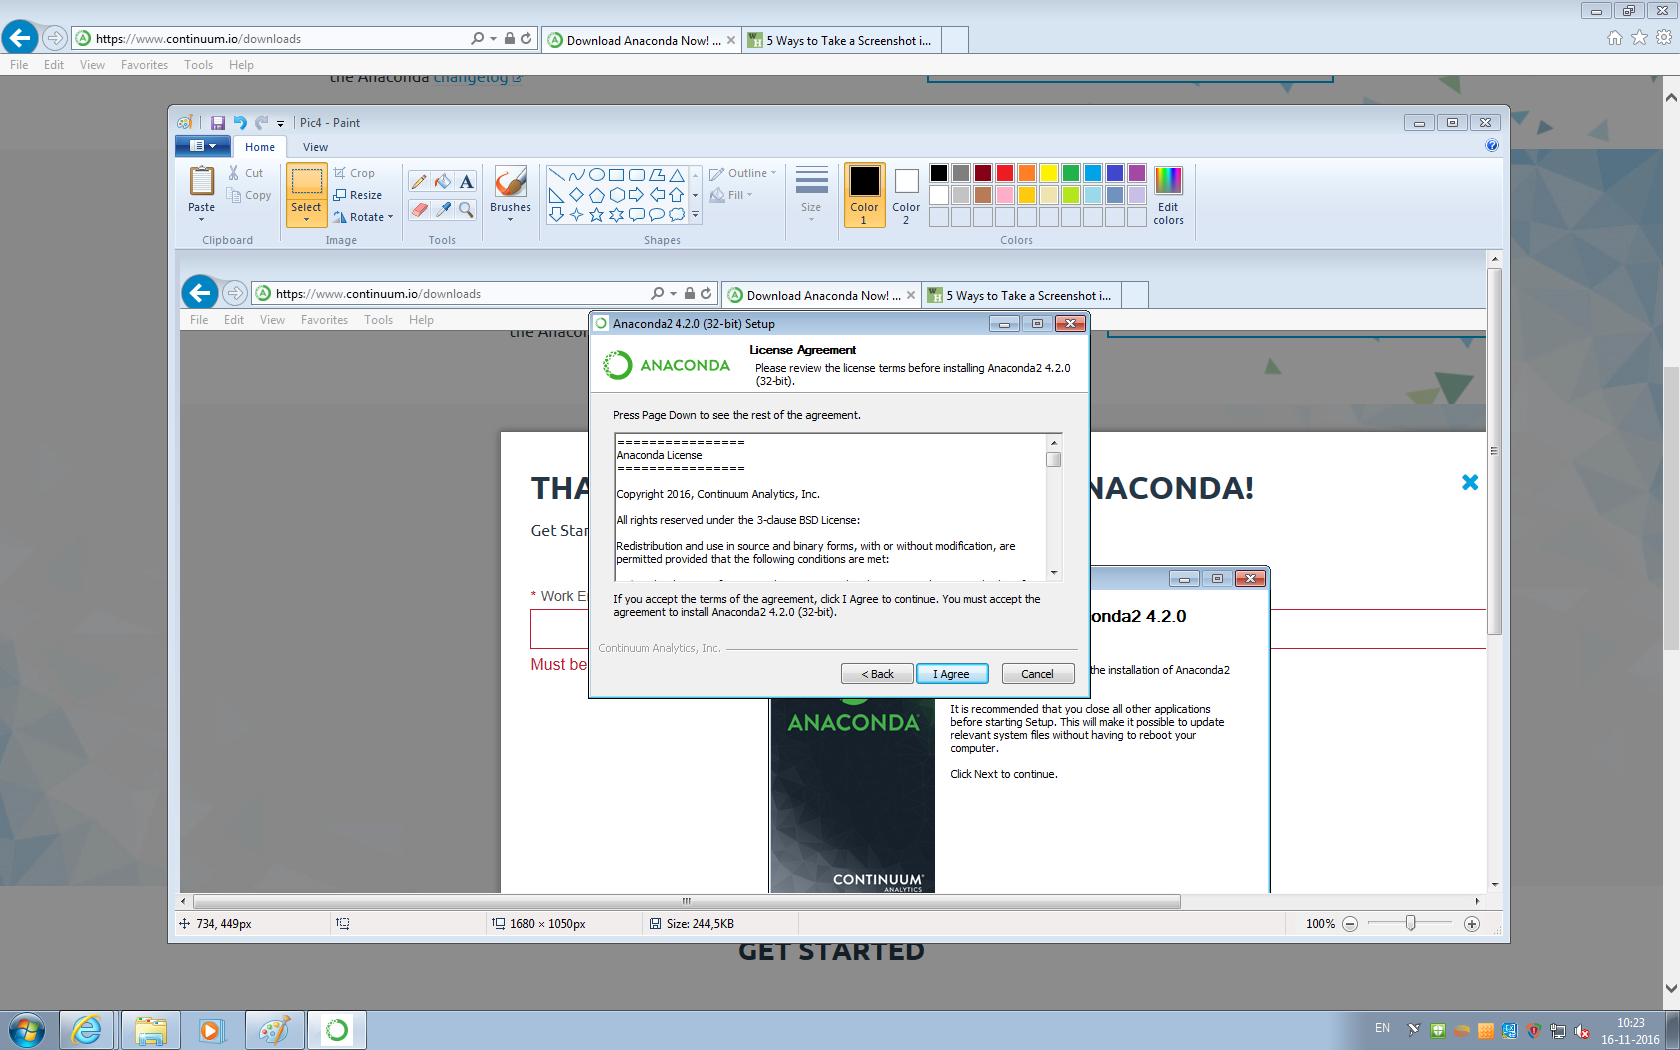 https://www.continuum.io/downloads
Download Anaconda Now! ...
5 Ways to Take a Screenshot i...
File Edit View Favorites Tools Help
the Anaconda changelog
Pic4 - Paint
Home View
Paste
Cut
Copy
Clipboard
Select
Crop
Resize
Rotate
Image
Tools
Brushes
Shapes
Outline
Fill
Size
Color 1
Color 2
Edit colors
Colors
https://www.continuum.io/downloads
Download Anaconda Now! ...
5 Ways to Take a Screenshot i...
File Edit View Favorites Tools Help
Anaconda2 4.2.0 (32-bit) Setup
ANACONDA
License Agreement
Please review the license terms before installing Anaconda2 4.2.0
(32-bit).
Press Page Down to see the rest of the agreement.
================
Anaconda License
================
Copyright 2016, Continuum Analytics, Inc.
All rights reserved under the 3-clause BSD License:
Redistribution and use in source and binary forms, with or without modification, are
permitted provided that the following conditions are met:
If you accept the terms of the agreement, click I Agree to continue. You must accept the
agreement to install Anaconda2 4.2.0 (32-bit).
Continuum Analytics, Inc.
< Back I Agree Cancel
the Anacon
THA
NACONDA!
Get Star
* Work E
Must be
onda2 4.2.0
the installation of Anaconda2
It is recommended that you close all other applications
before starting Setup. This will make it possible to update
relevant system files without having to reboot your
computer.
Click Next to continue.
ANACONDA
CONTINUUM
ANALYTICS
734, 449px
1680 × 1050px
Size: 244,5KB
100%
GET STARTED
EN
10:23
16-11-2016